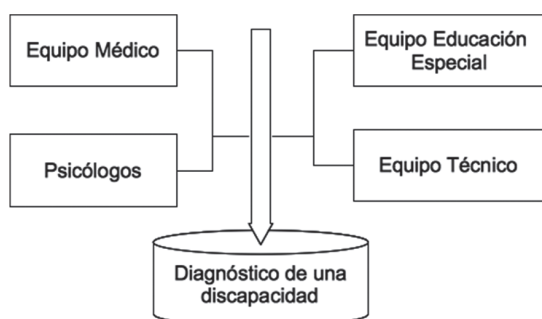 Equipo Médico
Equipo Educación
Especial
Psicólogos
Equipo Técnico
Diagnóstico de una
discapacidad